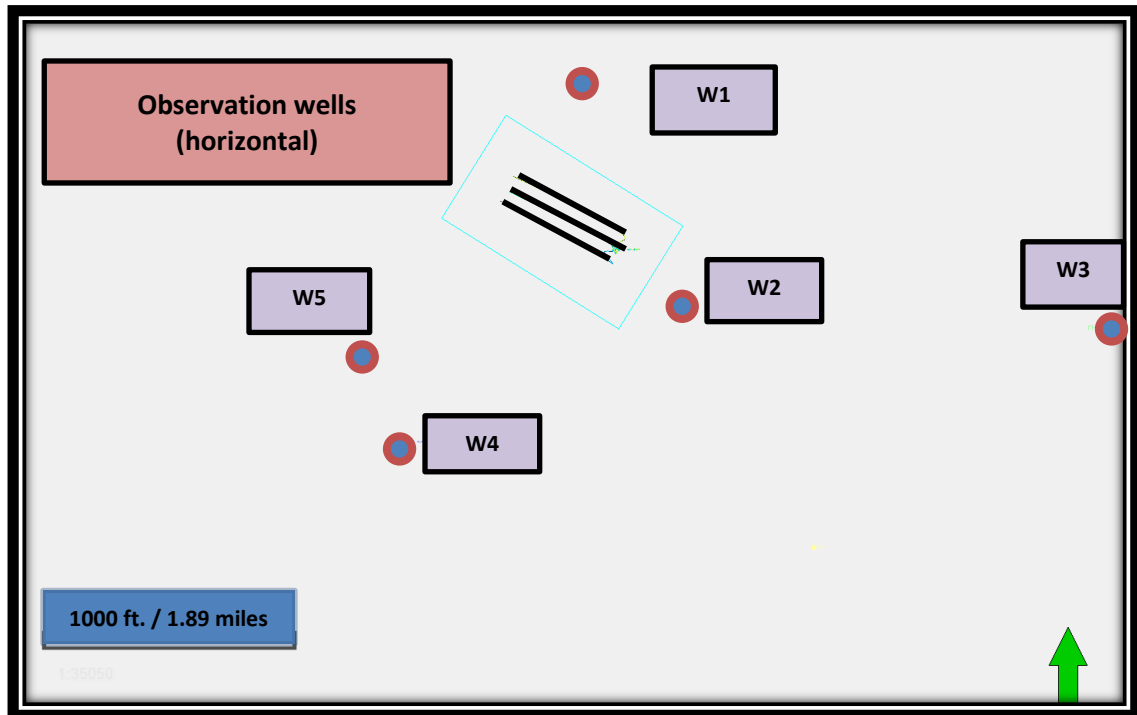 Observation wells
(horizontal)
W1
W2
W3
W5
W4
1000 ft. / 1.89 miles
1:35050